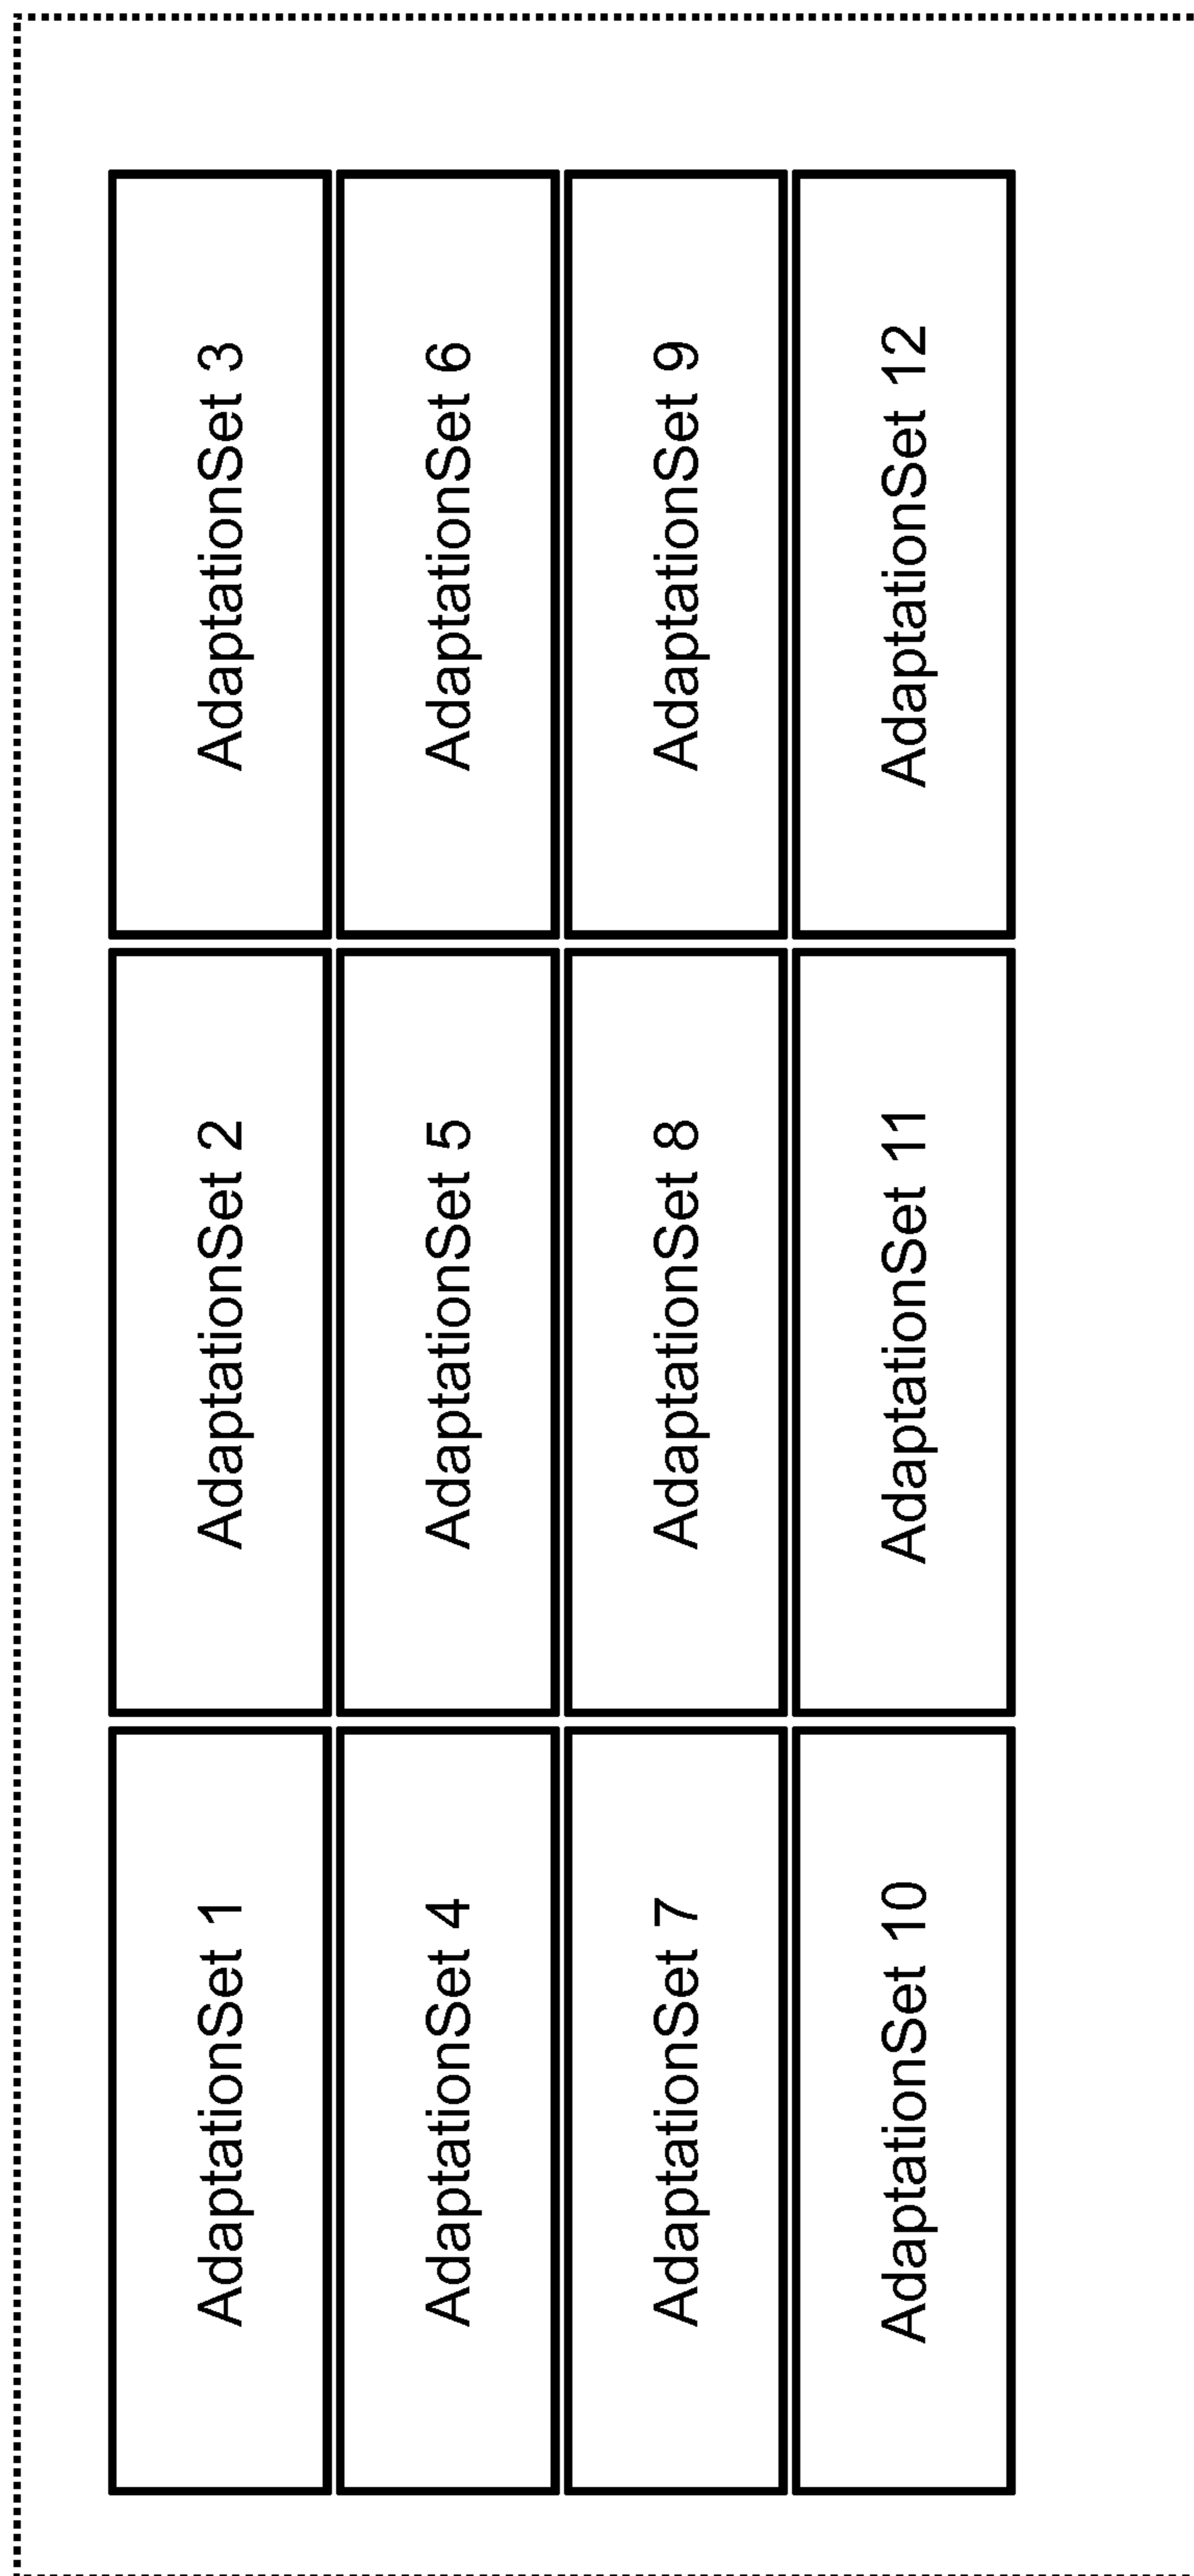 AdaptationSet 1
AdaptationSet 2
AdaptationSet 3
AdaptationSet 4
AdaptationSet 5
AdaptationSet 6
AdaptationSet 7
AdaptationSet 8
AdaptationSet 9
AdaptationSet 10
AdaptationSet 11
AdaptationSet 12